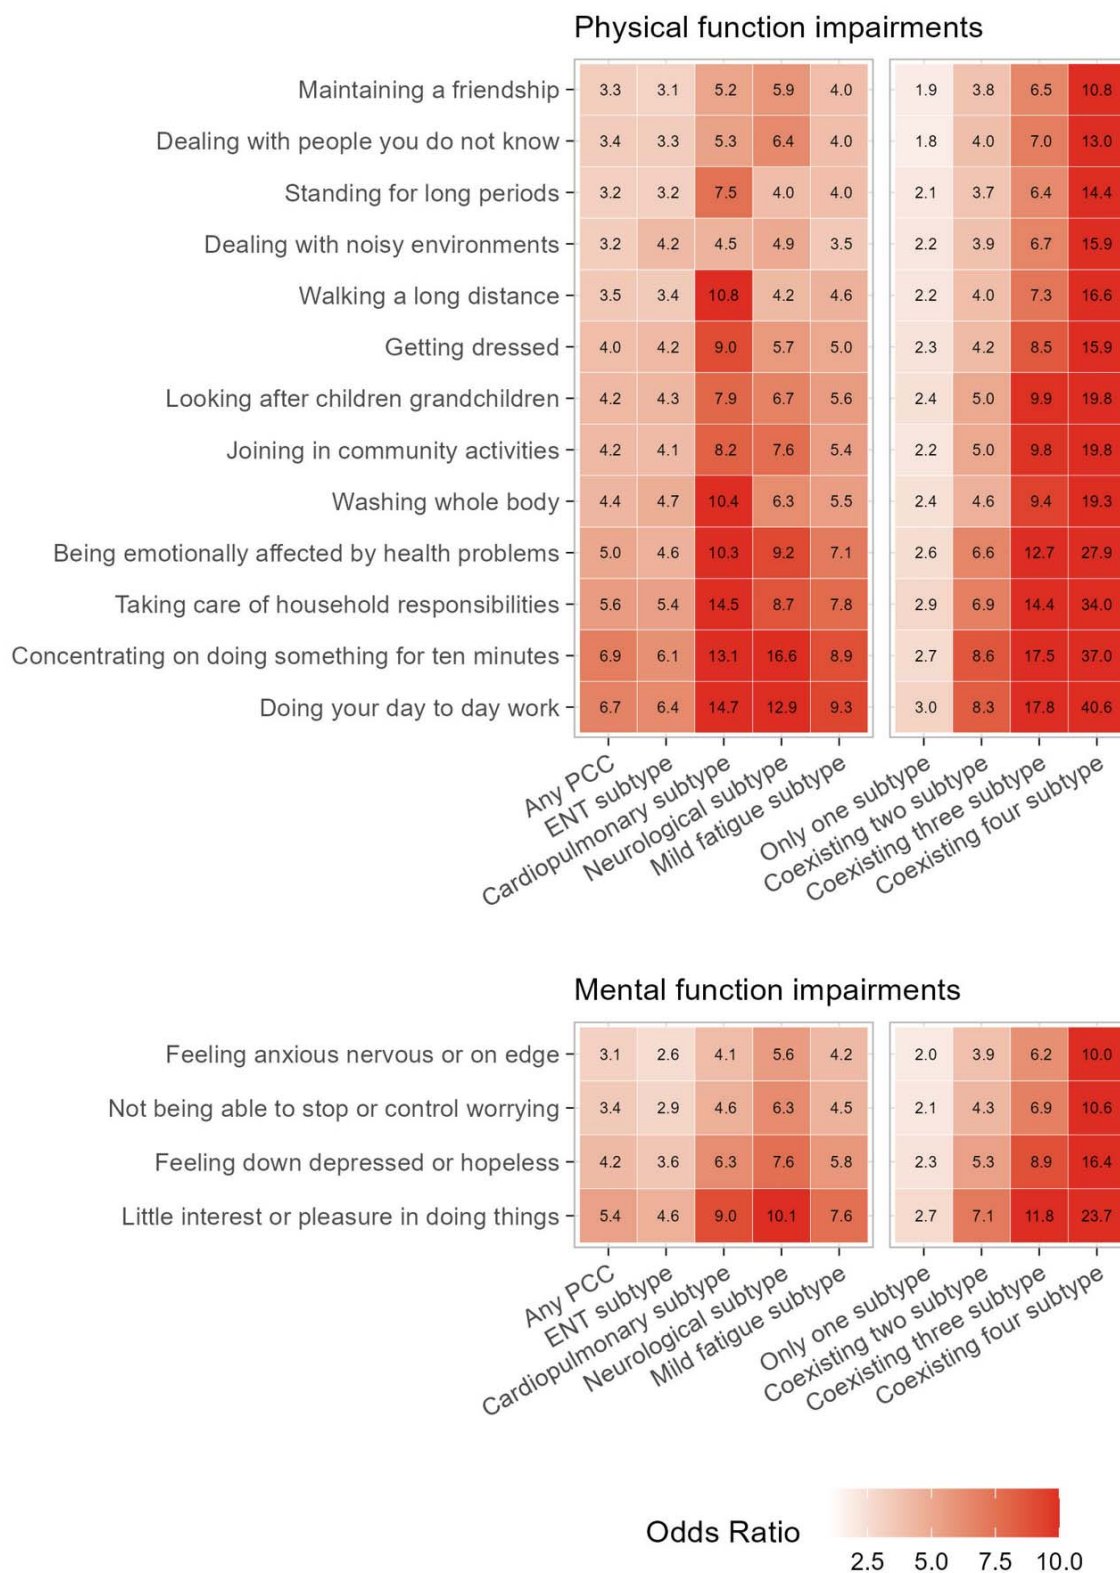 Physical function impairments
Maintaining a friendship 3.3 3.1 5.2 5.9 4.0 1.9 3.8 6.5 10.8
Dealing with people you do not know 3.4 3.3 5.3 6.4 4.0 1.8 4.0 7.0 13.0
Standing for long periods 3.2 3.2 7.5 4.0 4.0 2.1 3.7 6.4 14.4
Dealing with noisy environments 3.2 4.2 4.5 4.9 3.5 2.2 3.9 6.7 15.9
Walking a long distance 3.5 3.4 10.8 4.2 4.6 2.2 4.0 7.3 16.6
Getting dressed 4.0 4.2 9.0 5.7 5.0 2.3 4.2 8.5 15.9
Looking after children grandchildren 4.2 4.3 7.9 6.7 5.6 2.4 5.0 9.9 19.8
Joining in community activities 4.2 4.1 8.2 7.6 5.4 2.2 5.0 9.8 19.8
Washing whole body 4.4 4.7 10.4 6.3 5.5 2.4 4.6 9.4 19.3
Being emotionally affected by health problems 5.0 4.6 10.3 9.2 7.1 2.6 6.6 12.7 27.9
Taking care of household responsibilities 5.6 5.4 14.5 8.7 7.8 2.9 6.9 14.4 34.0
Concentrating on doing something for ten minutes 6.9 6.1 13.1 16.6 8.9 2.7 8.6 17.5 37.0
Doing your day to day work 6.7 6.4 14.7 12.9 9.3 3.0 8.3 17.8 40.6
Any PCC
ENT subtype
Cardiopulmonary subtype
Neurological subtype
Mild fatigue subtype
Only one subtype
Coexisting two subtype
Coexisting three subtype
Coexisting four subtype
Mental function impairments
Feeling anxious nervous or on edge 3.1 2.6 4.1 5.6 4.2 2.0 3.9 6.2 10.0
Not being able to stop or control worrying 3.4 2.9 4.6 6.3 4.5 2.1 4.3 6.9 10.6
Feeling down depressed or hopeless 4.2 3.6 6.3 7.6 5.8 2.3 5.3 8.9 16.4
Little interest or pleasure in doing things 5.4 4.6 9.0 10.1 7.6 2.7 7.1 11.8 23.7
Any PCC
ENT subtype
Cardiopulmonary subtype
Neurological subtype
Mild fatigue subtype
Only one subtype
Coexisting two subtype
Coexisting three subtype
Coexisting four subtype
Odds Ratio
2.5 5.0 7.5 10.0